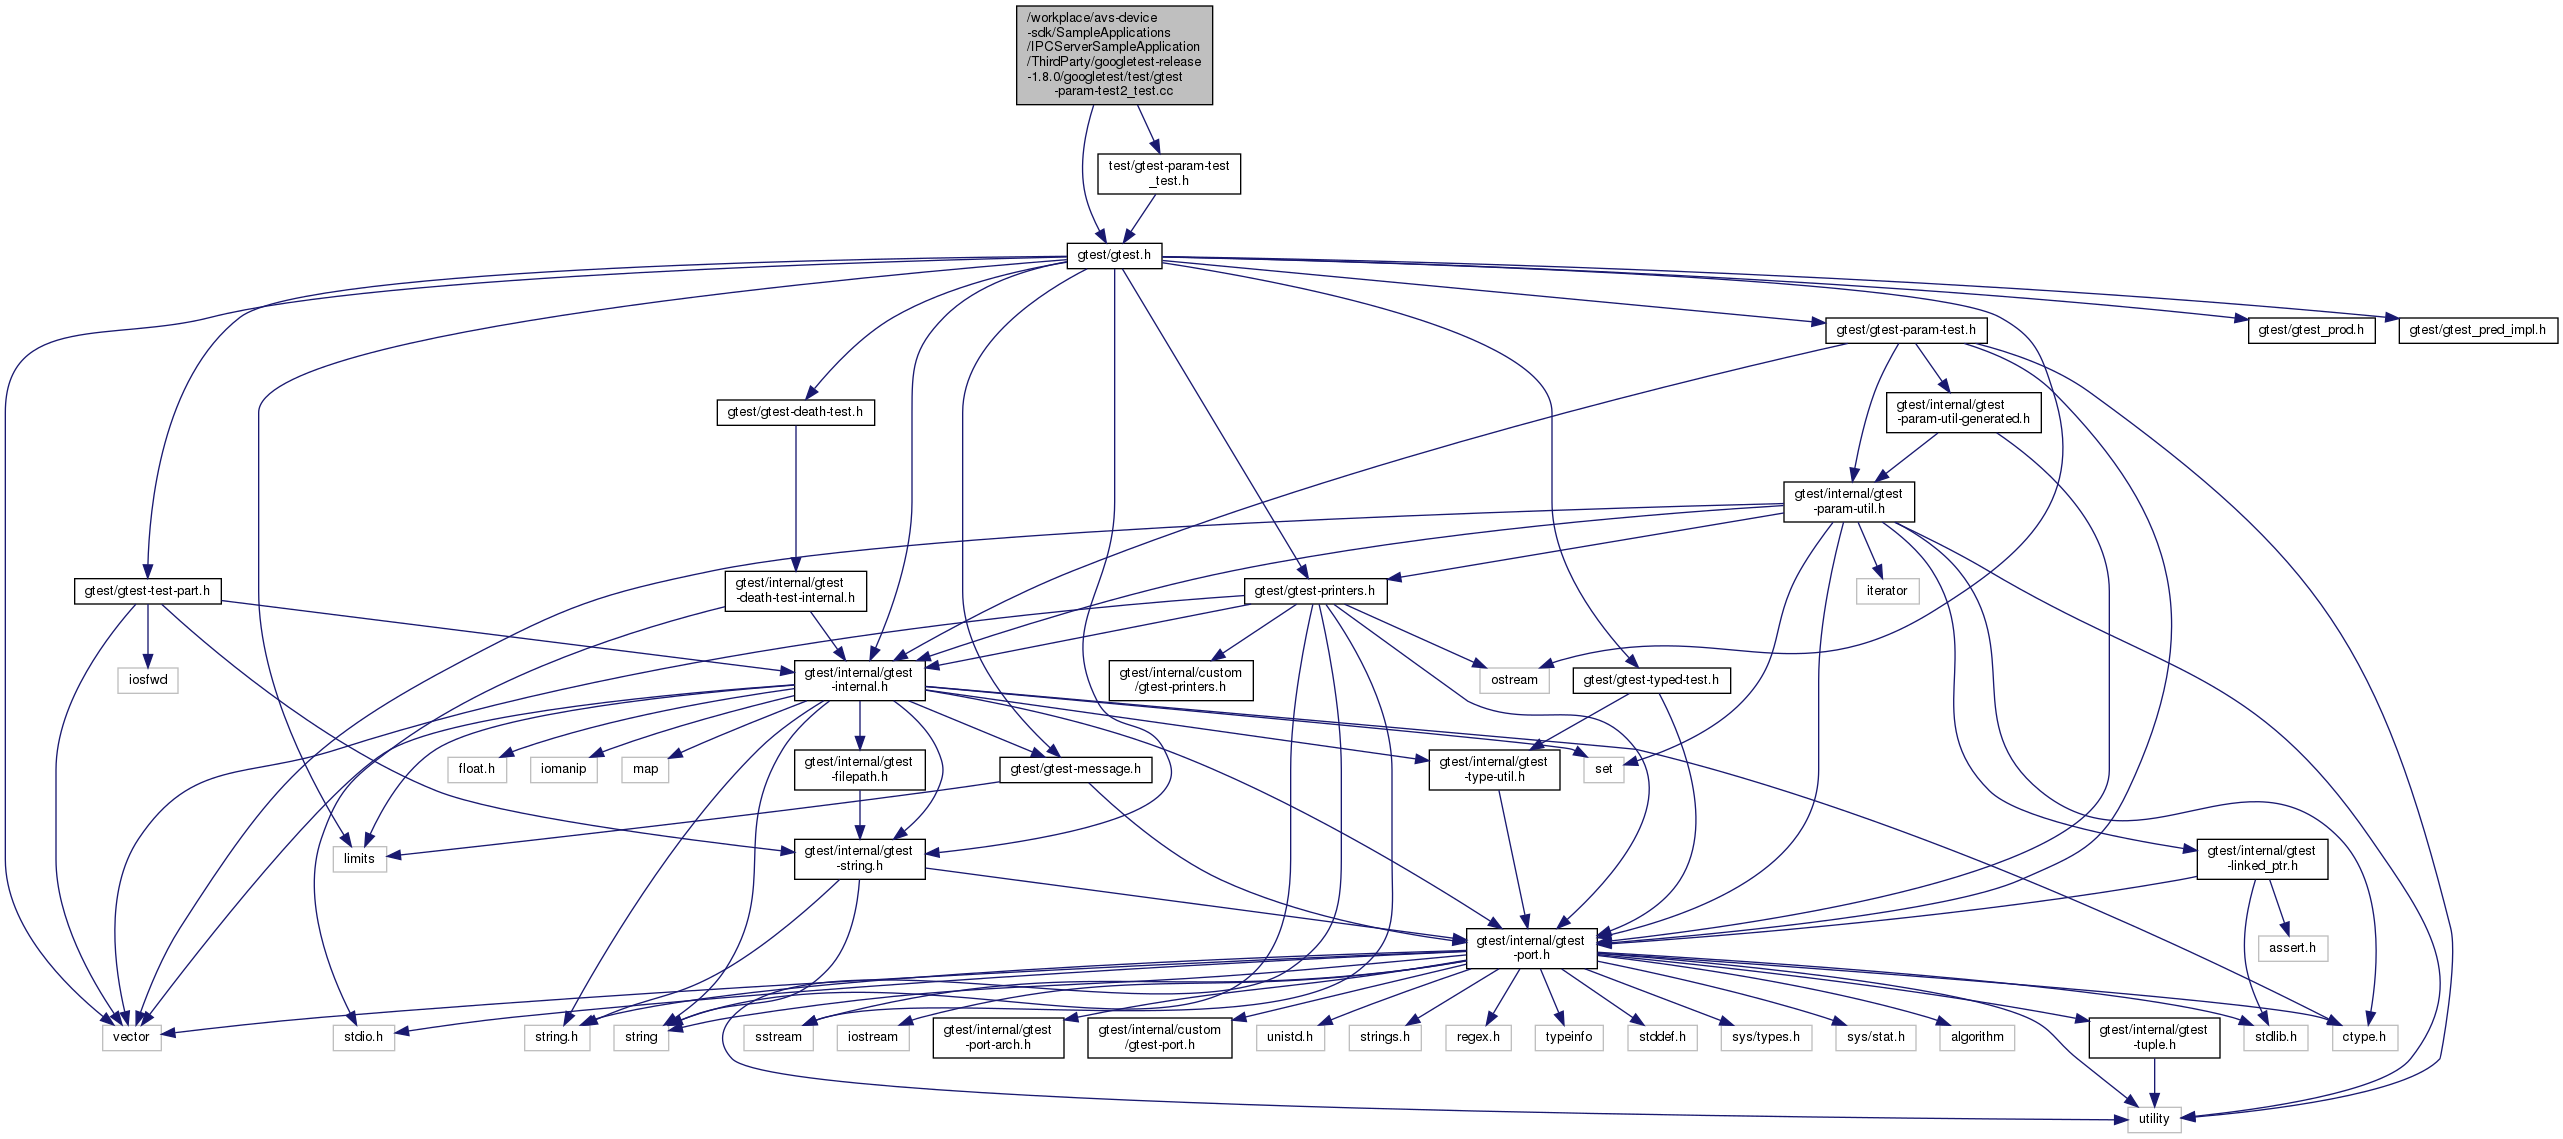 /workplace/avs-device
-sdk/SampleApplications
/IPCServerSampleApplication
/ThirdParty/googletest-release
-1.8.0/googletest/test/gtest
-param-test2_test.cc
test/gtest-param-test
_test.h
gtest/gtest.h
gtest/gtest-param-test.h
gtest/gtest_prod.h
gtest/gtest_pred_impl.h
gtest/gtest-death-test.h
gtest/internal/gtest
-param-util-generated.h
gtest/internal/gtest
-param-util.h
gtest/gtest-test-part.h
gtest/internal/gtest
-death-test-internal.h
gtest/gtest-printers.h
iterator
iosfwd
gtest/internal/gtest
-internal.h
gtest/internal/custom
/gtest-printers.h
ostream
gtest/gtest-typed-test.h
float.h
iomanip
map
gtest/internal/gtest
-filepath.h
gtest/gtest-message.h
gtest/internal/gtest
-type-util.h
set
limits
gtest/internal/gtest
-string.h
gtest/internal/gtest
-linked_ptr.h
gtest/internal/gtest
-port.h
assert.h
vector
stdio.h
string.h
string
sstream
iostream
gtest/internal/gtest
-port-arch.h
gtest/internal/custom
/gtest-port.h
unistd.h
strings.h
regex.h
typeinfo
stddef.h
sys/types.h
sys/stat.h
algorithm
gtest/internal/gtest
-tuple.h
stdlib.h
ctype.h
utility